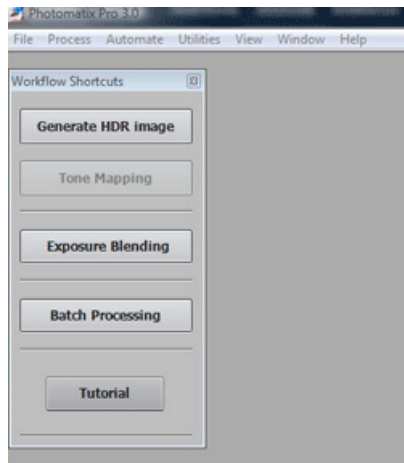 Photomatix Pro 3.0
File Process Automate Utilities View Window Help
Workflow Shortcuts
Generate HDR image
Tone Mapping
Exposure Blending
Batch Processing
Tutorial